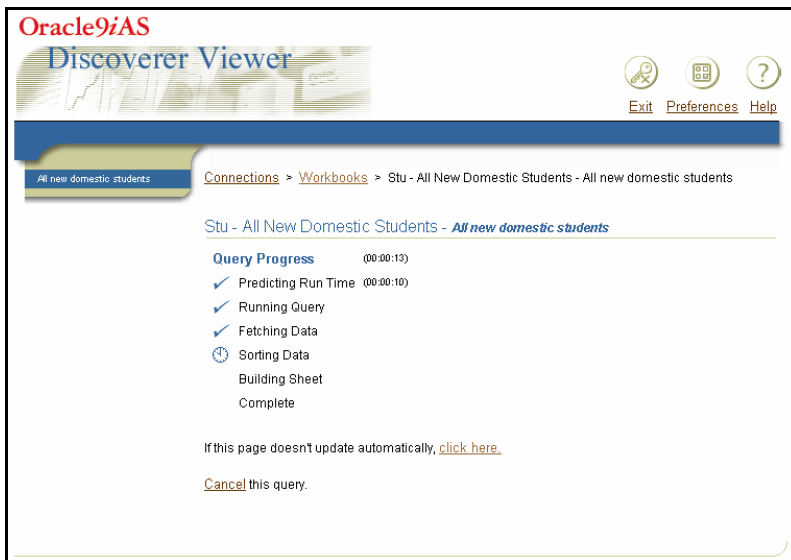 Oracle9iAS
Discoverer Viewer
Exit Preferences Help
All new domestic students
Connections > Workbooks > Stu - All New Domestic Students - All new domestic students
Stu - All New Domestic Students - All new domestic students
Query Progress (00:00:13)
Predicting Run Time (00:00:10)
Running Query
Fetching Data
Sorting Data
Building Sheet
Complete
If this page doesn't update automatically, click here.
Cancel this query.